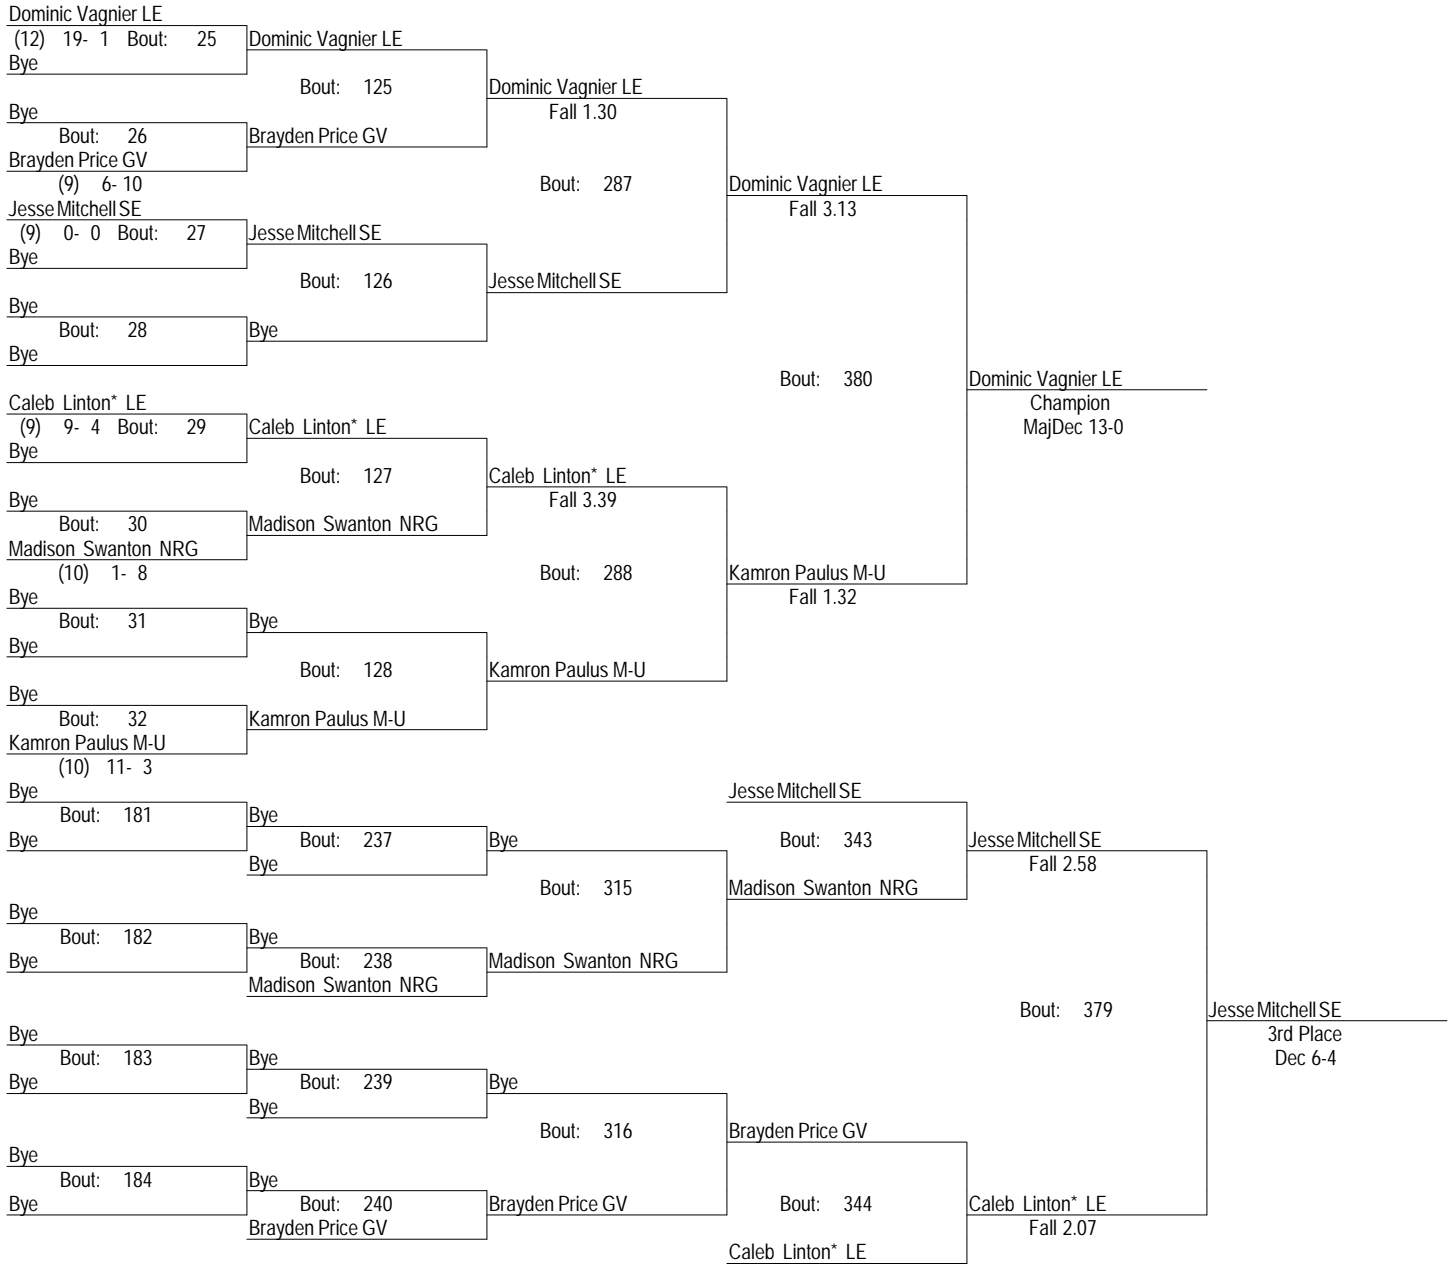 Dominic Vagnier LE
(12) 19- 1 Bout: 25 Dominic Vagnier LE
Bye
Bout: 125 Dominic Vagnier LE
Bye Fall 1.30
Bout: 26 Brayden Price GV
Brayden Price GV
(9) 6- 10 Bout: 287 Dominic Vagnier LE
Jesse Mitchell SE Fall 3.13
(9) 0- 0 Bout: 27 Jesse Mitchell SE
Bye
Bout: 126 Jesse Mitchell SE
Bye
Bout: 28 Bye
Bye
Bout: 380 Dominic Vagnier LE
Caleb Linton* LE Champion
(9) 9- 4 Bout: 29 Caleb Linton* LE MajDec 13-0
Bye
Bout: 127 Caleb Linton* LE
Bye Fall 3.39
Bout: 30 Madison Swanton NRG
Madison Swanton NRG
(10) 1- 8 Bout: 288 Kamron Paulus M-U
Bye Fall 1.32
Bout: 31 Bye
Bye
Bout: 128 Kamron Paulus M-U
Bye
Bout: 32 Kamron Paulus M-U
Kamron Paulus M-U
(10) 11- 3
Bye Jesse Mitchell SE
Bout: 181 Bye
Bye Bout: 237 Bye Bout: 343 Jesse Mitchell SE
Bye Fall 2.58
Bout: 315 Madison Swanton NRG
Bye
Bout: 182 Bye
Bye Bout: 238 Madison Swanton NRG
Madison Swanton NRG
Bout: 379 Jesse Mitchell SE
Bye 3rd Place
Bout: 183 Bye Dec 6-4
Bye Bout: 239 Bye
Bye
Bout: 316 Brayden Price GV
Bye
Bout: 184 Bye
Bye Bout: 240 Brayden Price GV Bout: 344 Caleb Linton* LE
Brayden Price GV Fall 2.07
Caleb Linton* LE